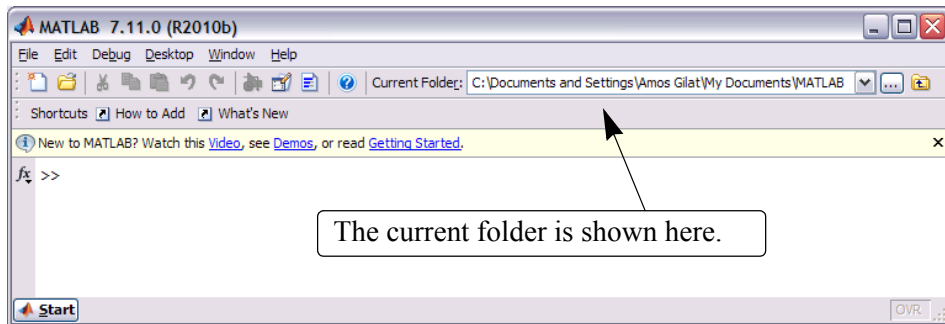 MATLAB 7.11.0 (R2010b)
File Edit Debug Desktop Window Help
Current Folder: C:\Documents and Settings\Amos Gilat\My Documents\MATLAB ...
Shortcuts How to Add What's New
New to MATLAB? Watch this Video, see Demos, or read Getting Started.
fx >>
The current folder is shown here.
Start OVR